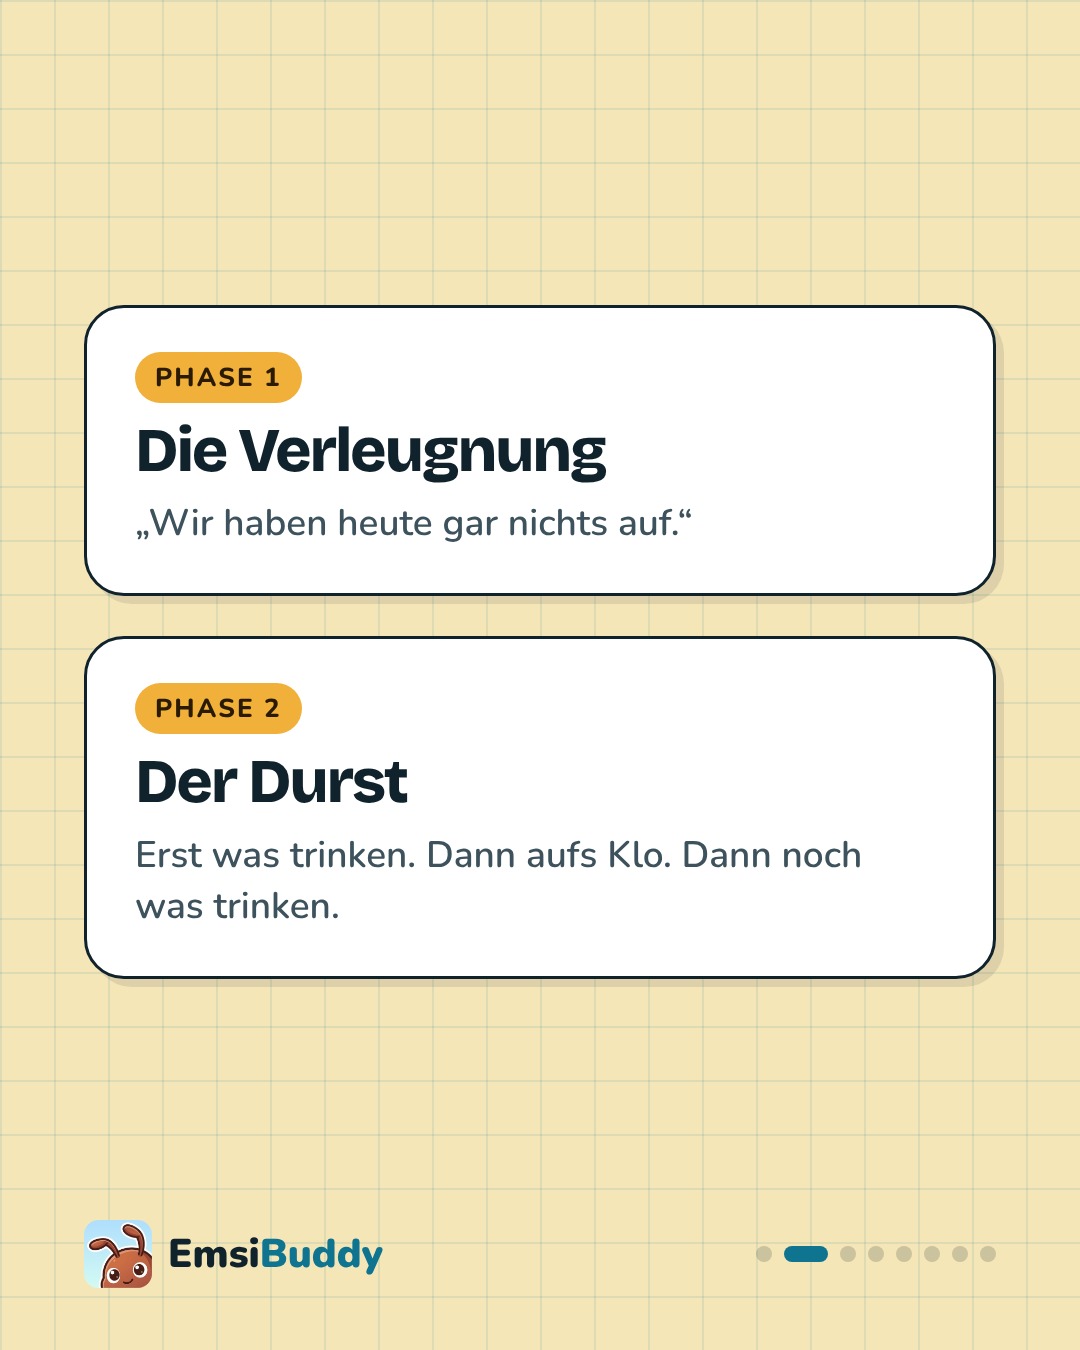 PHASE 1
Die Verleugnung
„Wir haben heute gar nichts auf.“
PHASE 2
Der Durst
Erst was trinken. Dann aufs Klo. Dann noch
was trinken.
EmsiBuddy